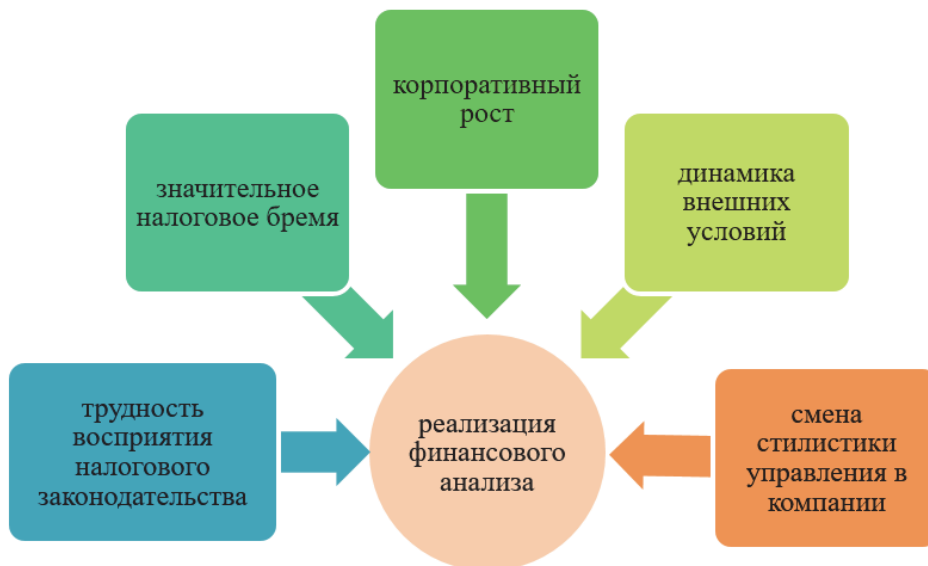 корпоративный
рост
значительное
налоговое бремя
динамика
внешних
условий
трудность
восприятия
налогового
законодательства
реализация
финансового
анализа
смена
стилистики
управления в
компании